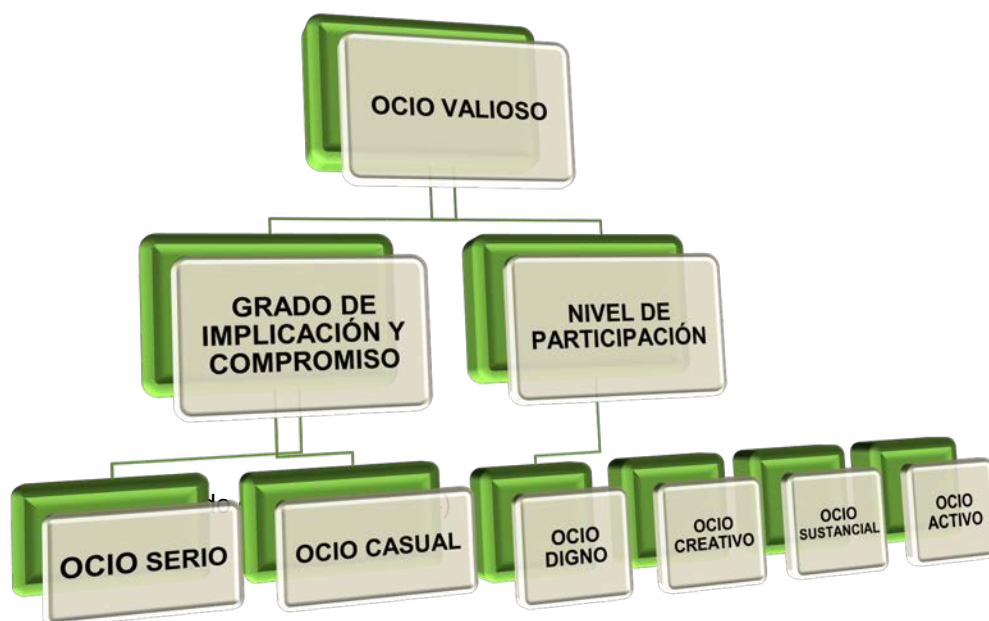 OCIO VALIOSO
GRADO DE
IMPLICACIÓN Y
COMPROMISO
NIVEL DE
PARTICIPACIÓN
OCIO SERIO
OCIO CASUAL
OCIO
DIGNO
OCIO
CREATIVO
OCIO
SUSTANCIAL
OCIO
ACTIVO